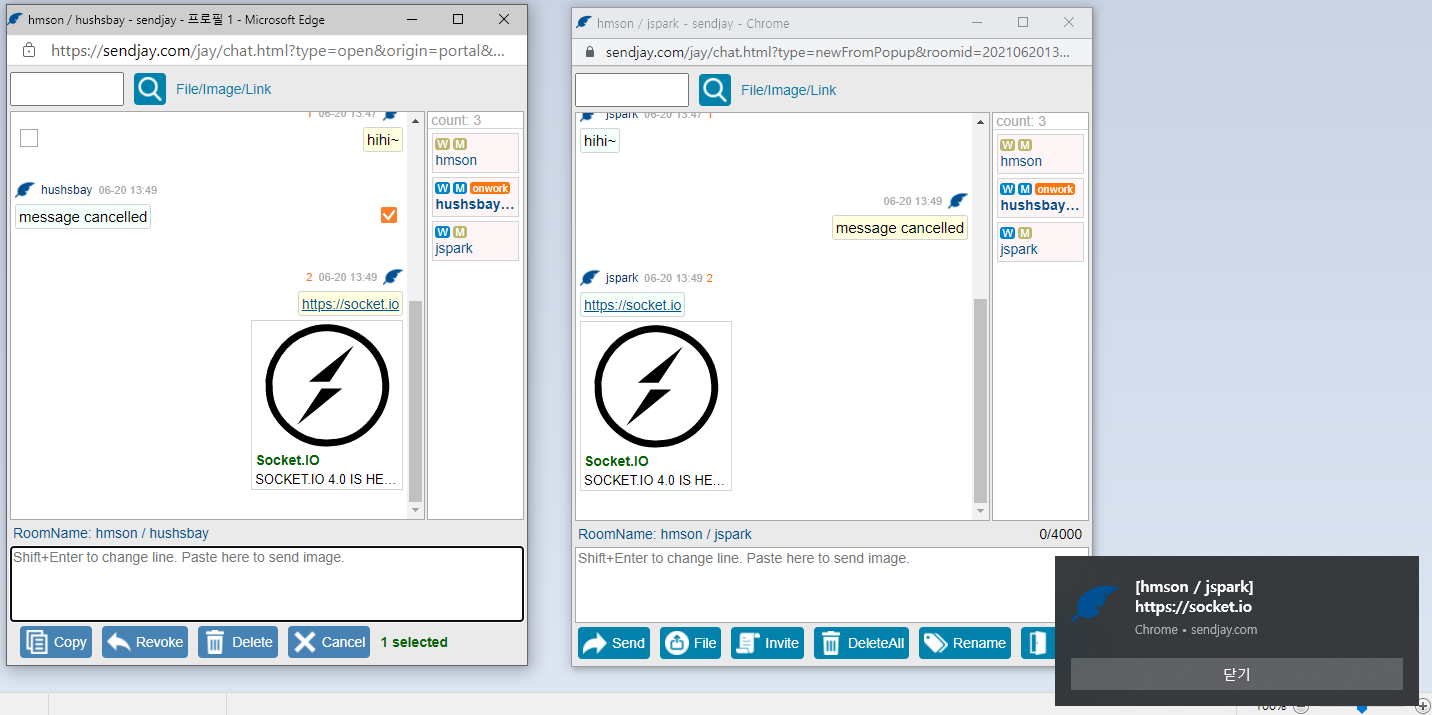 hmson / hushsbay - sendjay - 프로필 1 - Microsoft Edge
https://sendjay.com/jay/chat.html?type=open&origin=portal&...
File/Image/Link
1 06-20 13:47
hihi~
hushsbay 06-20 13:49
message cancelled
2 06-20 13:49
https://socket.io
Socket.IO
SOCKET.IO 4.0 IS HE...
count: 3
W M
hmson
W M onwork
hushsbay...
W M
jspark
RoomName: hmson / hushsbay
Shift+Enter to change line. Paste here to send image.
Copy Revoke Delete Cancel 1 selected
hmson / jspark - sendjay - Chrome
sendjay.com/jay/chat.html?type=newFromPopup&roomid=2021062013...
File/Image/Link
jspark 06-20 13:47 1
hihi~
06-20 13:49
message cancelled
jspark 06-20 13:49 2
https://socket.io
Socket.IO
SOCKET.IO 4.0 IS HE...
count: 3
W M
hmson
W M onwork
hushsbay...
W M
jspark
RoomName: hmson / jspark 0/4000
Shift+Enter to change line. Paste here to send image.
Send File Invite DeleteAll Rename
[hmson / jspark]
https://socket.io
Chrome • sendjay.com
닫기
100%